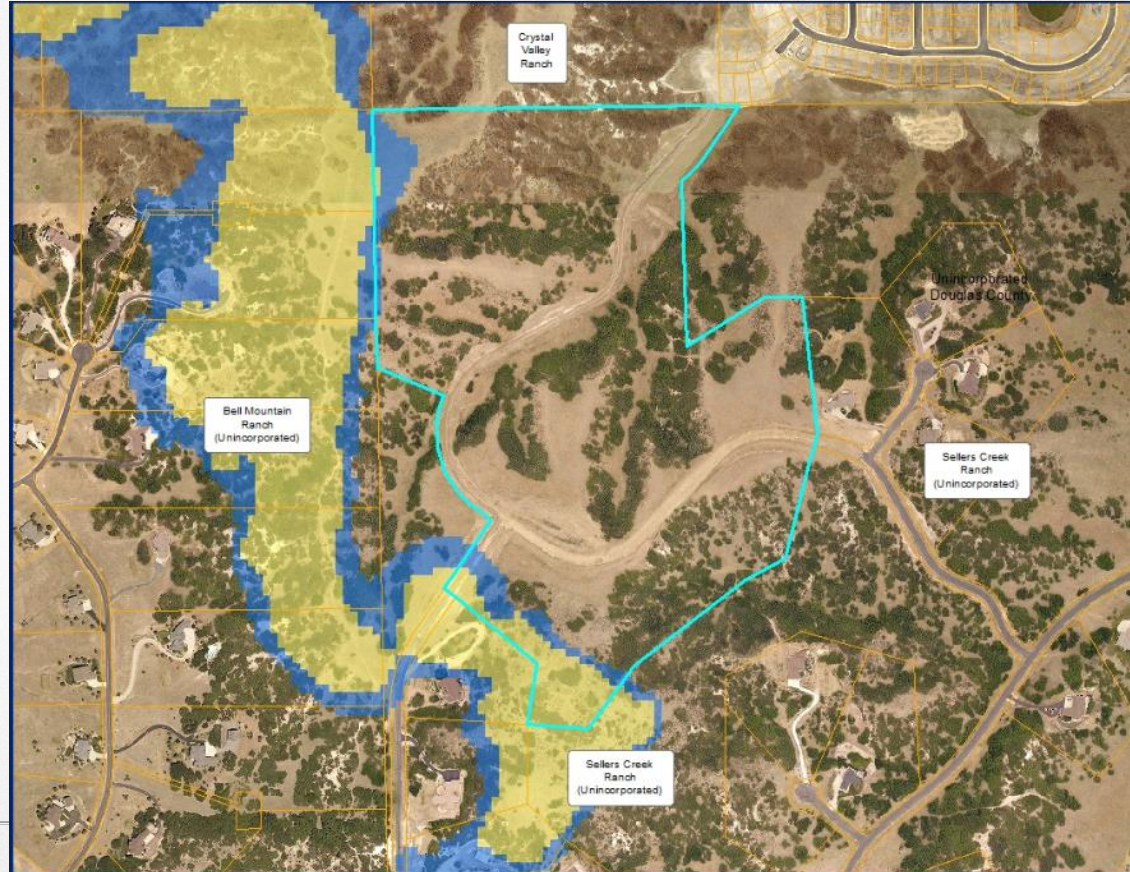 Crystal
Valley
Ranch
Unincorporated
Douglas County
Bell Mountain
Ranch
(Unincorporated)
Sellers Creek
Ranch
(Unincorporated)
Sellers Creek
Ranch
(Unincorporated)